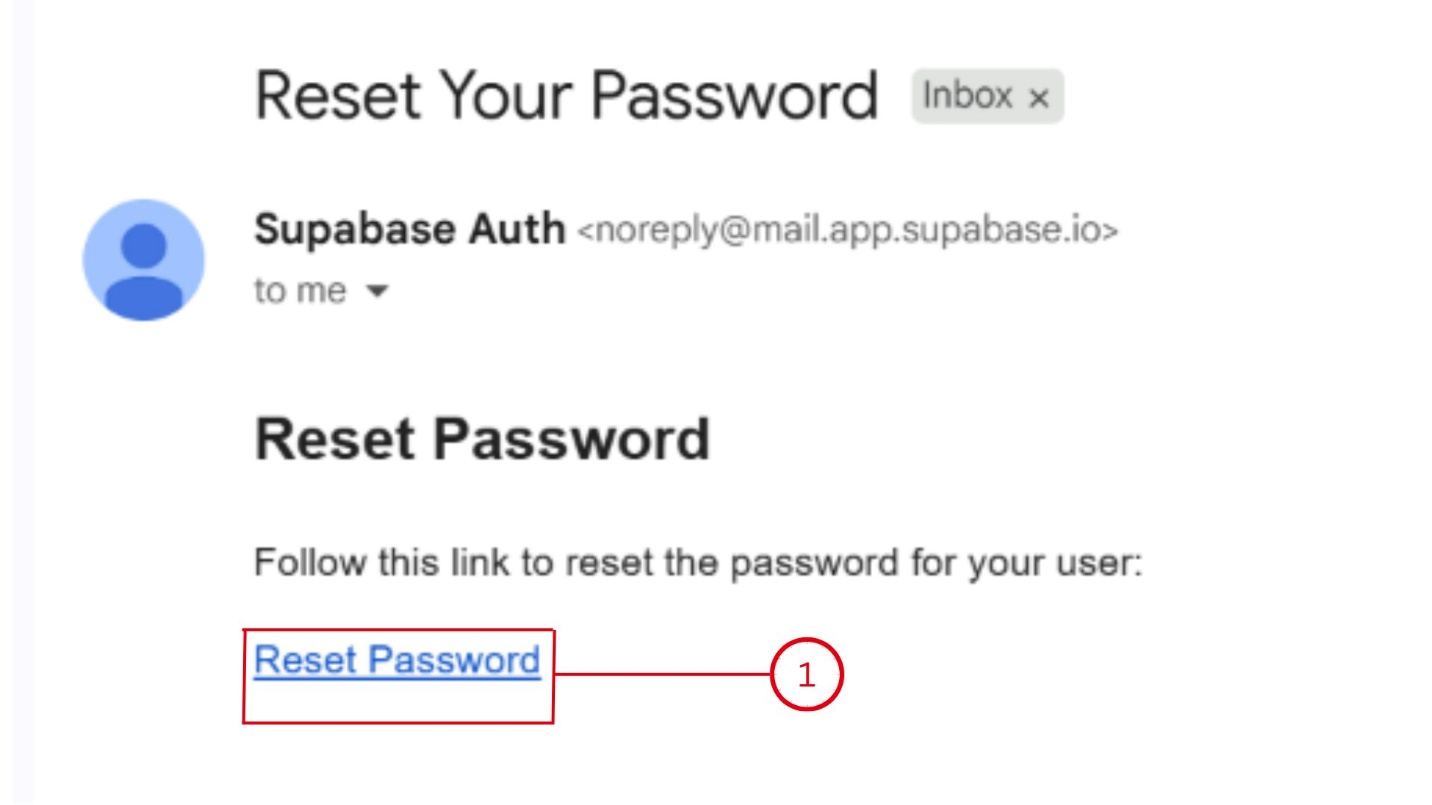 Reset Your Password Inbox ×
Supabase Auth <noreply@mail.app.supabase.io>
to me
Reset Password
Follow this link to reset the password for your user:
Reset Password 1